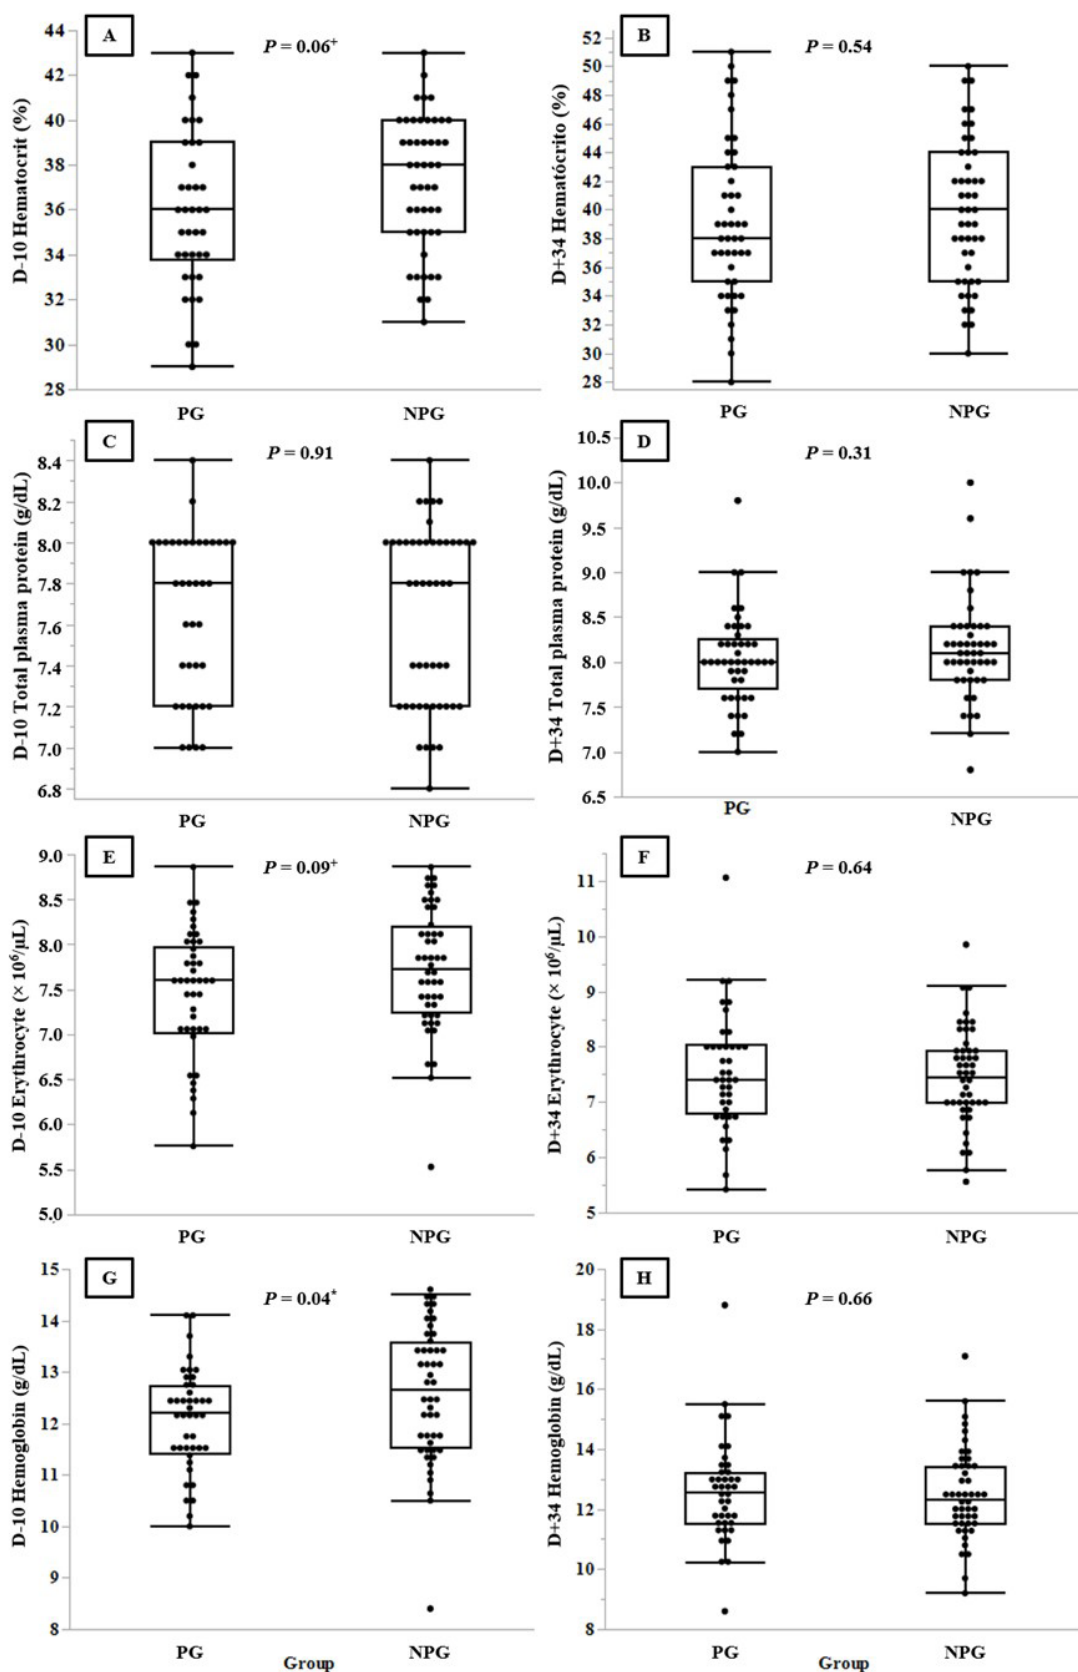 A
P = 0.06+
D-10 Hematocrit (%)
44
42
40
38
36
34
32
30
28
PG
NPG
B
P = 0.54
D+34 Hematócrito (%)
52
50
48
46
44
42
40
38
36
34
32
30
28
PG
NPG
C
P = 0.91
D-10 Total plasma protein (g/dL)
8.4
8.2
8.0
7.8
7.6
7.4
7.2
7.0
6.8
PG
NPG
D
P = 0.31
D+34 Total plasma protein (g/dL)
10.5
10.0
9.5
9.0
8.5
8.0
7.5
7.0
6.5
PG
NPG
E
P = 0.09+
D-10 Erythrocyte (× 10⁶/µL)
9.0
8.5
8.0
7.5
7.0
6.5
6.0
5.5
5.0
PG
NPG
F
P = 0.64
D+34 Erythrocyte (× 10⁶/µL)
11
10
9
8
7
6
5
PG
NPG
G
P = 0.04*
D-10 Hemoglobin (g/dL)
15
14
13
12
11
10
9
8
PG
NPG
Group
H
P = 0.66
D+34 Hemoglobin (g/dL)
20
18
16
14
12
10
8
PG
NPG
Group